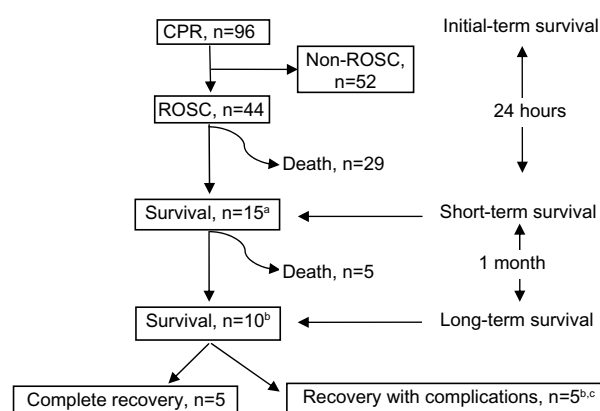 CPR, n=96
Initial-term survival
Non-ROSC,
n=52
ROSC, n=44
24 hours
Death, n=29
Survival, n=15ᵃ
Short-term survival
Death, n=5
1 month
Survival, n=10ᵇ
Long-term survival
Complete recovery, n=5
Recovery with complications, n=5ᵇ,ᶜ